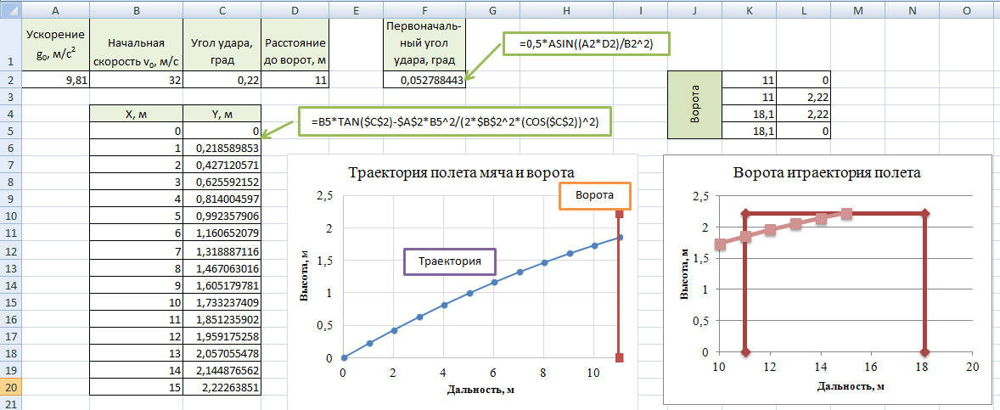 A B C D E F G H I J K L M N O
Ускорение g₀, м/с² Начальная скорость v₀, м/с Угол удара, град Расстояние до ворот, м Первоначаль-ный угол удара, град
=0,5*ASIN((A2*D2)/B2^2)
1
2 9,81 32 0,22 11 0,052788443 11 0
3 11 2,22
4 X, м Y, м 18,1 2,22
5 0 0 18,1 0
Ворота
=B5*TAN($C$2)-$A$2*B5^2/(2*$B$2^2*(COS($C$2))^2)
6 1 0,218589853
7 2 0,427120571
8 3 0,625592152
9 4 0,814004597
10 5 0,992357906
11 6 1,160652079
12 7 1,318887116
13 8 1,467063016
14 9 1,605179781
15 10 1,733237409
16 11 1,851235902
17 12 1,959175258
18 13 2,057055478
19 14 2,144876562
20 15 2,22263851
21
Траектория полета мяча и ворота
Ворота
Траектория
Высота, м
2,5
2
1,5
1
0,5
0
0 2 4 6 8 10
Дальность, м
Ворота итраектория полета
Высота, м
2,5
2
1,5
1
0,5
0
10 12 14 16 18 20
Дальность, м